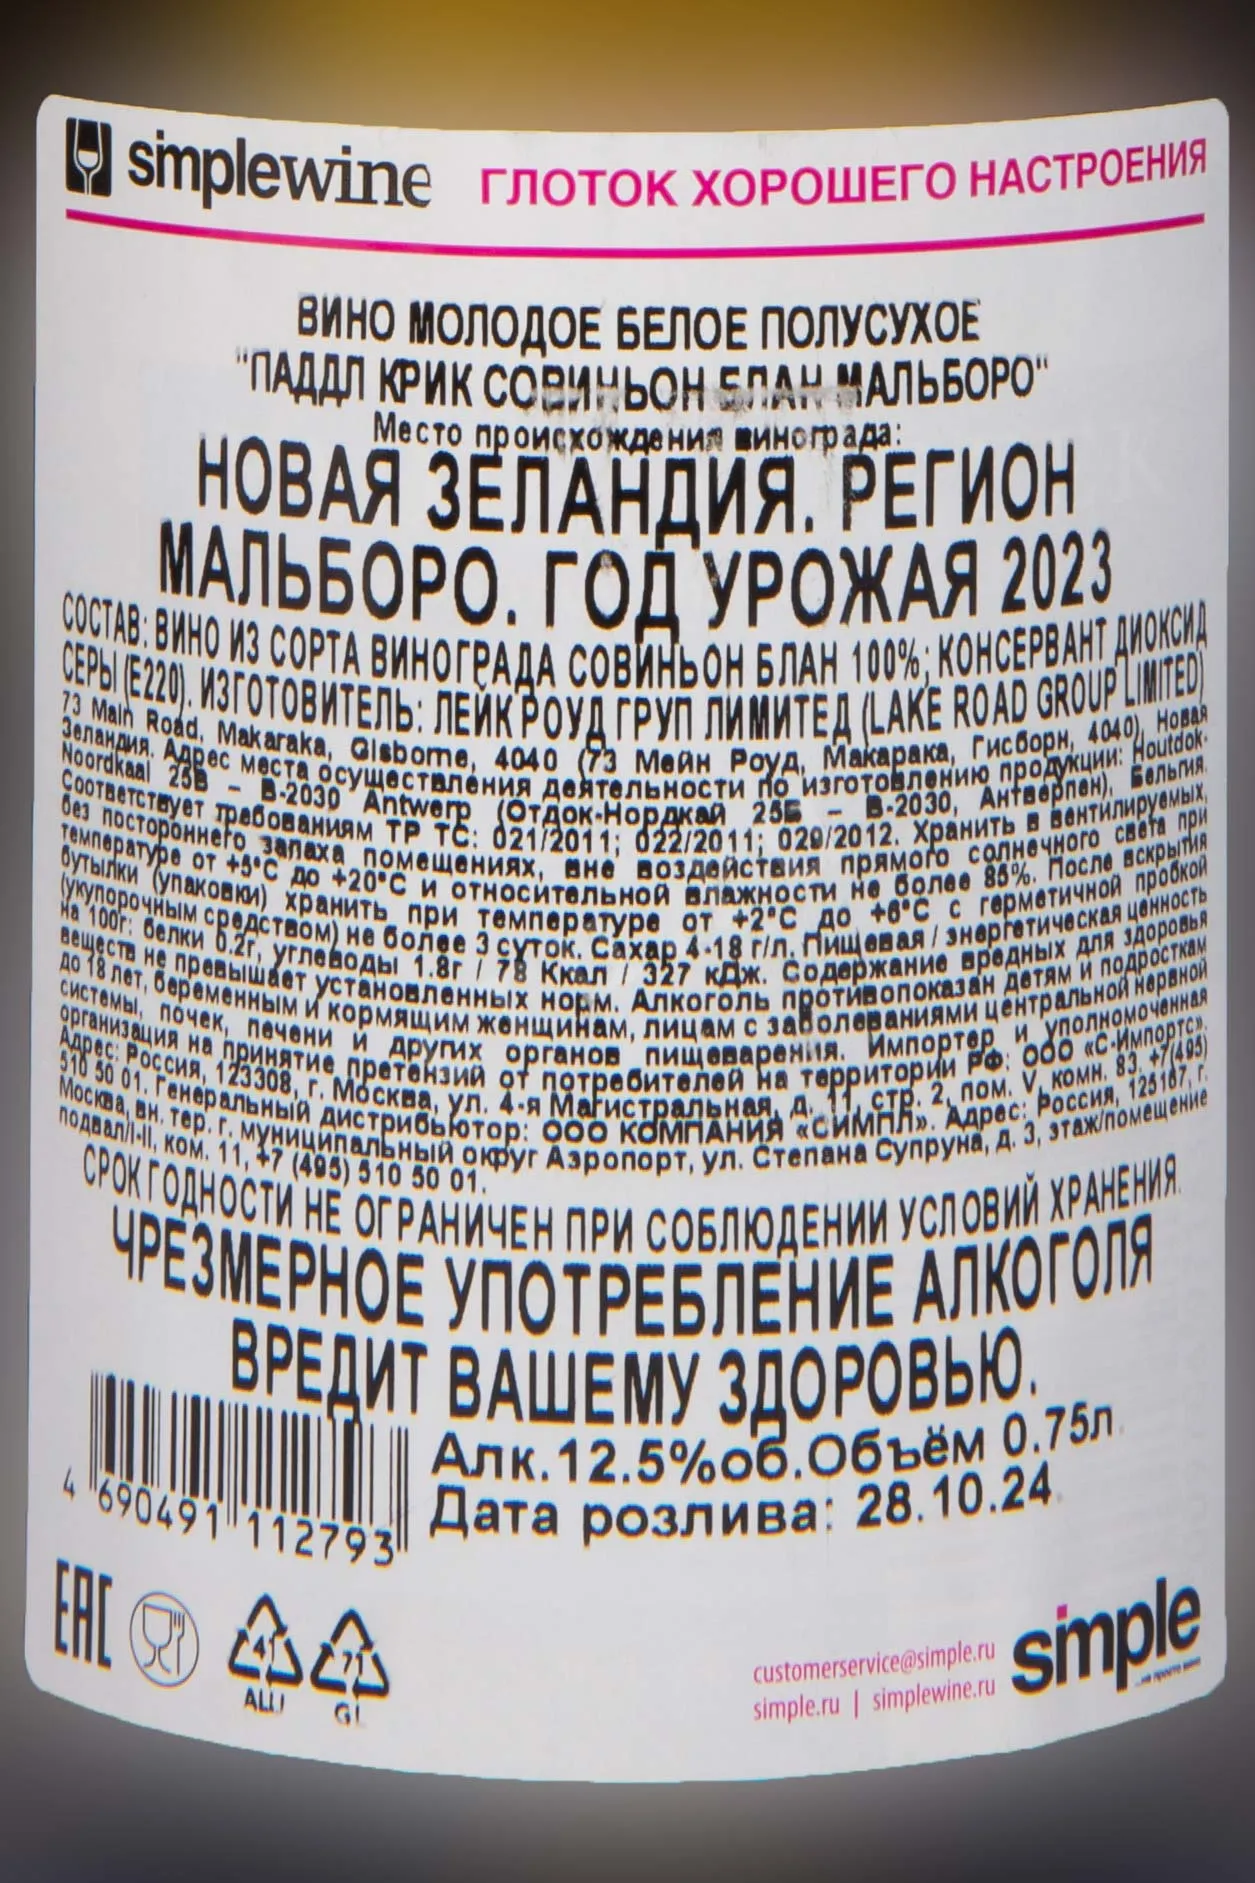 simplewine ГЛОТОК ХОРОШЕГО НАСТРОЕНИЯ
ВИНО МОЛОДОЕ БЕЛОЕ ПОЛУСУХОЕ
"ПАДДЛ КРИК СОВИНЬОН БЛАН МАЛЬБОРО"
Место происхождения винограда:
НОВАЯ ЗЕЛАНДИЯ. РЕГИОН
МАЛЬБОРО. ГОД УРОЖАЯ 2023
СОСТАВ: ВИНО ИЗ СОРТА ВИНОГРАДА СОВИНЬОН БЛАН 100%; КОНСЕРВАНТ ДИОКСИД
СЕРЫ (E220). ИЗГОТОВИТЕЛЬ: ЛЕЙК РОУД ГРУП ЛИМИТЕД (LAKE ROAD GROUP LIMITED)
73 Main Road, Makaraka, Gisborne, 4040 (73 Мейн Роуд, Макарака, Гисборн, 4040), Новая
Зеландия. Адрес места осуществления деятельности по изготовлению продукции: Houtdok-
Noordkaai 25B – B-2030 Antwerp (Отдок-Нордкай 25Б – В-2030, Антверпен), Бельгия.
Соответствует требованиям ТР ТС: 021/2011; 022/2011; 029/2012. Хранить в вентилируемых,
без постороннего запаха помещениях, вне воздействия прямого солнечного света при
температуре от +5°С до +20°С и относительной влажности не более 85%. После вскрытия
бутылки (упаковки) хранить при температуре от +2°С до +6°С с герметичной пробкой
(укупорочным средством) не более 3 суток. Сахар 4-18 г/л. Пищевая / энергетическая ценность
на 100г: белки 0.2г, углеводы 1.8г / 78 Ккал / 327 кДж. Содержание вредных для здоровья
веществ не превышает установленных норм. Алкоголь противопоказан детям и подросткам
до 18 лет, беременным и кормящим женщинам, лицам с заболеваниями центральной нервной
системы, почек, печени и других органов пищеварения. Импортер и уполномоченная
организация на принятие претензий от потребителей на территории РФ: ООО «С-Импортс».
Адрес: Россия, 123308, г. Москва, ул. 4-я Магистральная, д. 11, стр. 2, пом. V, комн. 83, +7(495)
510 50 01. Генеральный дистрибьютор: ООО КОМПАНИЯ «СИМПЛ». Адрес: Россия, 125167, г.
Москва, вн. тер. г. муниципальный округ Аэропорт, ул. Степана Супруна, д. 3, этаж/помещение
подвал/I-II, ком. 11, +7 (495) 510 50 01.
СРОК ГОДНОСТИ НЕ ОГРАНИЧЕН ПРИ СОБЛЮДЕНИИ УСЛОВИЙ ХРАНЕНИЯ.
ЧРЕЗМЕРНОЕ УПОТРЕБЛЕНИЕ АЛКОГОЛЯ
ВРЕДИТ ВАШЕМУ ЗДОРОВЬЮ.
Алк.12.5%об.Объём 0.75л
Дата розлива: 28.10.24
4 690491 112793
EAC
41
ALU
71
GL
customerservice@simple.ru
simple.ru | simplewine.ru
simple
...не просто вино